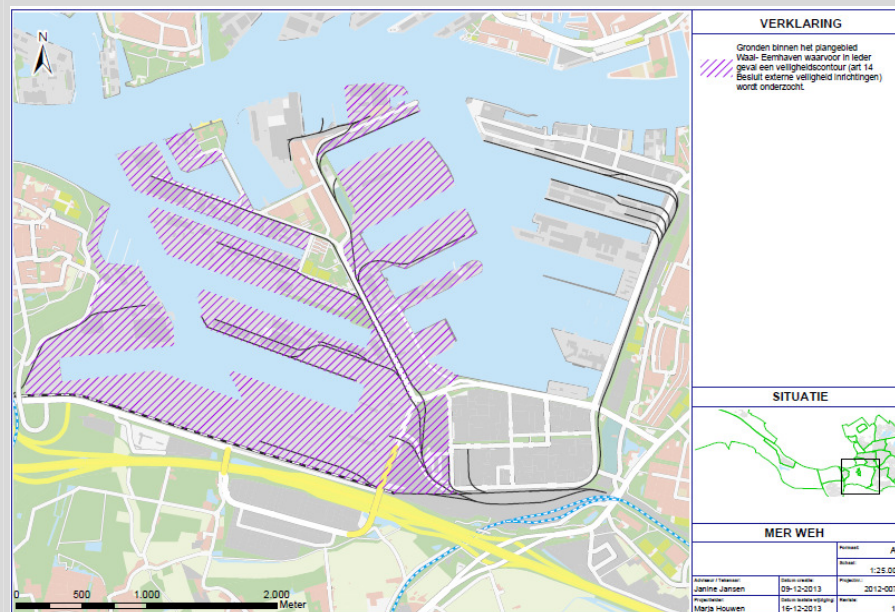 N
0
500
1.000
2.000
Meter
VERKLARING
Gronden binnen het plangebied
Waal- Eemhaven waarvoor in ieder
geval een veiligheidscontour (art 14
Besluit externe veiligheid inrichtingen)
wordt onderzocht.
SITUATIE
MER WEH
Formaat:
A
Schaal:
1:25.00
Adviseur / Tekenaar:
Janine Jansen
Datum creatie:
09-12-2013
Projectnr.:
2012-00
Projectleider:
Marja Houwen
Datum laatste wijziging:
16-12-2013
Revisie: